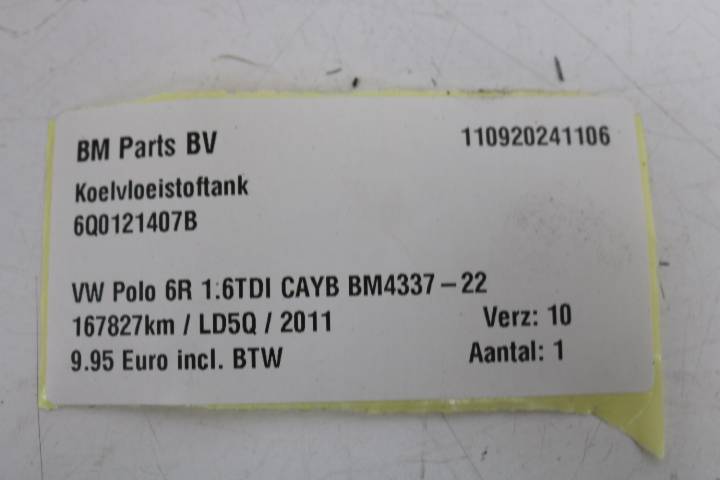 BM Parts BV 110920241106
Koelvloeistoftank
6Q0121407B
VW Polo 6R 1.6TDI CAYB BM4337-22
167827km / LD5Q / 2011 Verz: 10
9.95 Euro incl. BTW Aantal: 1